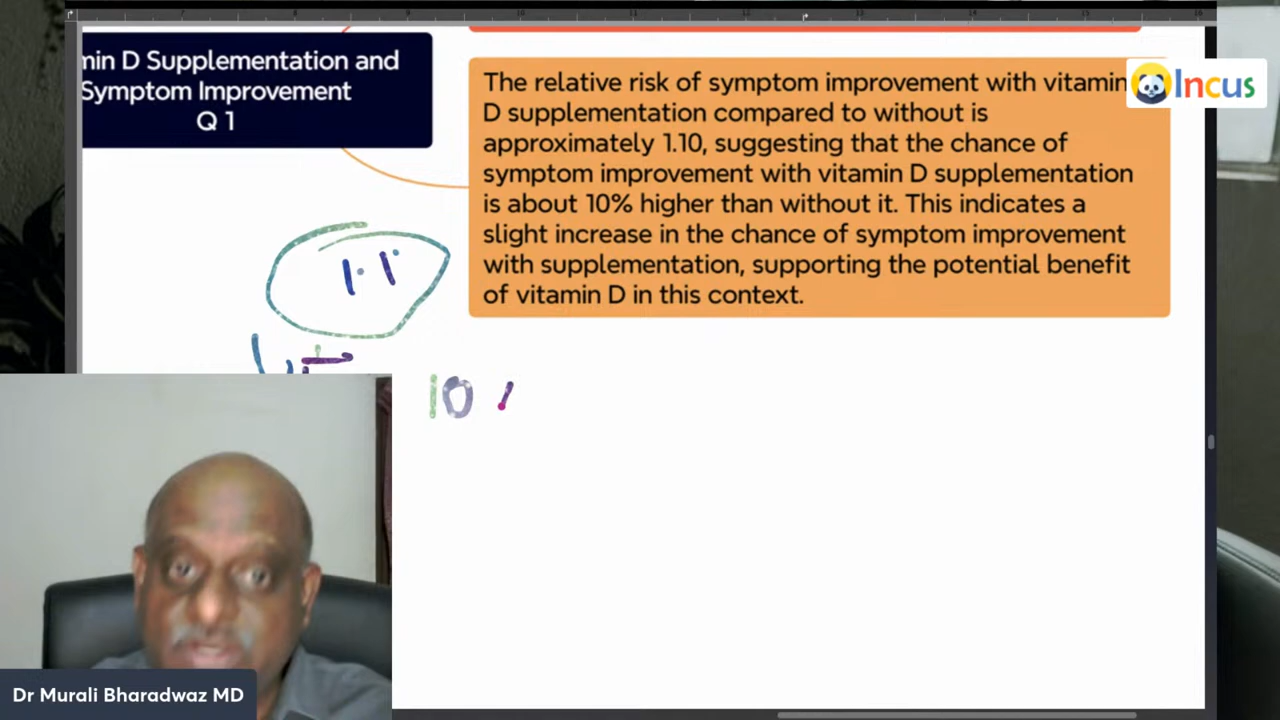 min D Supplementation and
Symptom Improvement
Q 1
The relative risk of symptom improvement with vitamin
D supplementation compared to without is
approximately 1.10, suggesting that the chance of
symptom improvement with vitamin D supplementation
is about 10% higher than without it. This indicates a
slight increase in the chance of symptom improvement
with supplementation, supporting the potential benefit
of vitamin D in this context.
Incus
1.1
10
Dr Murali Bharadwaz MD